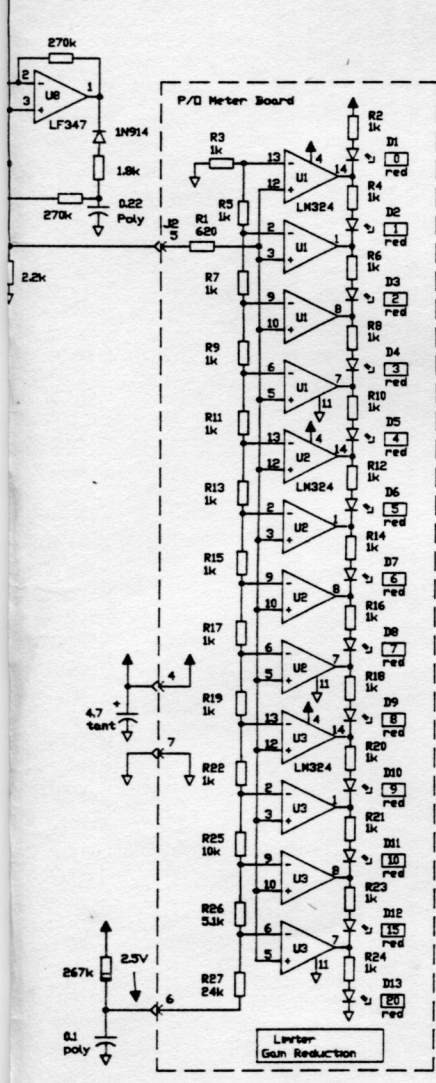 270k
2
3
U8
1
LF347
1N914
1.8k
270k
0.22
Poly
2.2k
P/O Meter Board
R3
1k
R5
1k
J6
5
R1
620
R7
1k
R9
1k
R11
1k
R13
1k
R15
1k
R17
1k
R19
1k
R22
1k
R25
10k
R26
5.1k
R27
24k
13
12
U1
4
14
LM324
2
3
U1
1
9
10
U1
8
6
5
U1
7
11
13
12
U2
4
14
LM324
2
3
U2
1
9
10
U2
8
6
5
U2
7
11
13
12
U3
4
14
LM324
2
3
U3
1
9
10
U3
8
6
5
U3
7
11
R2
1k
D1
0
red
R4
1k
D2
1
red
R6
1k
D3
2
red
R8
1k
D4
3
red
R10
1k
D5
4
red
R12
1k
D6
5
red
R14
1k
D7
6
red
R16
1k
D8
7
red
R18
1k
D9
8
red
R20
1k
D10
9
red
R21
1k
D11
10
red
R23
1k
D12
15
red
R24
1k
D13
20
red
4
+
4.7
tant
7
267k
2.5V
6
0.1
poly
Limiter
Gain Reduction